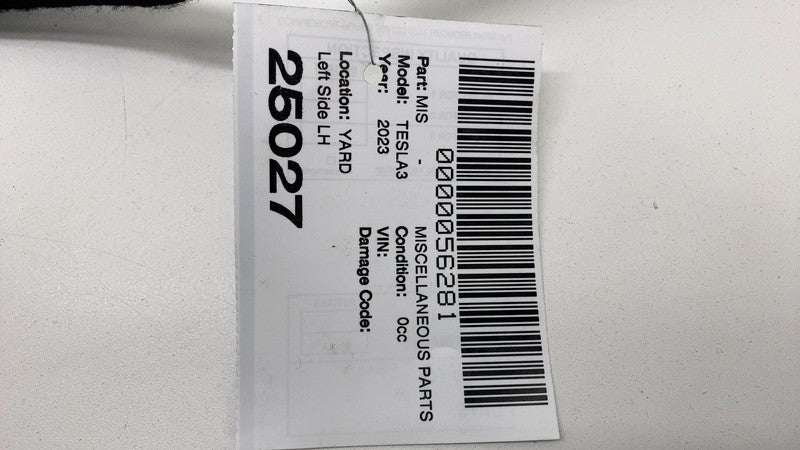 0000056281
Part: MIS - MISCELLANEOUS PARTS
Model: TESLA3 Condition: 0cc
Year: 2023 VIN:
Damage Code:
Location: YARD
Left Side LH
25027